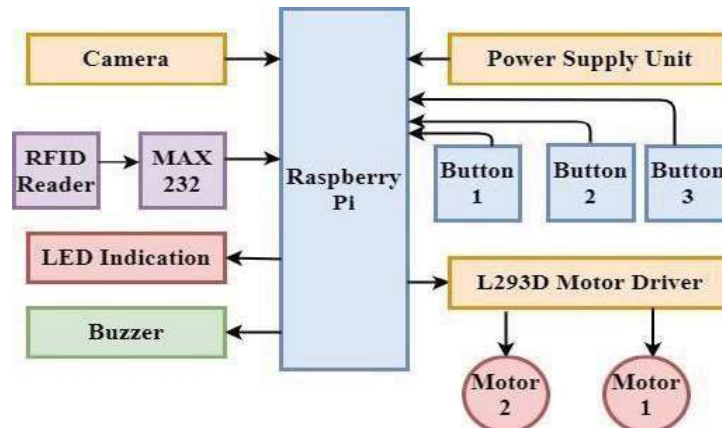 Camera
Power Supply Unit
RFID
Reader
MAX
232
Raspberry
Pi
Button
1
Button
2
Button
3
LED Indication
L293D Motor Driver
Buzzer
Motor
2
Motor
1